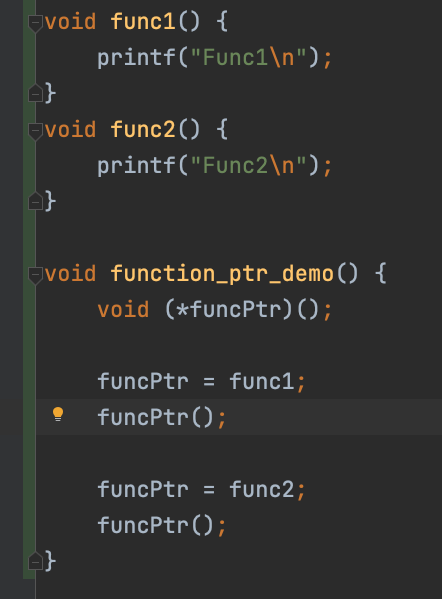 void func1() {
    printf("Func1\n");
}
void func2() {
    printf("Func2\n");
}

void function_ptr_demo() {
    void (*funcPtr)();

    funcPtr = func1;
    funcPtr();

    funcPtr = func2;
    funcPtr();
}